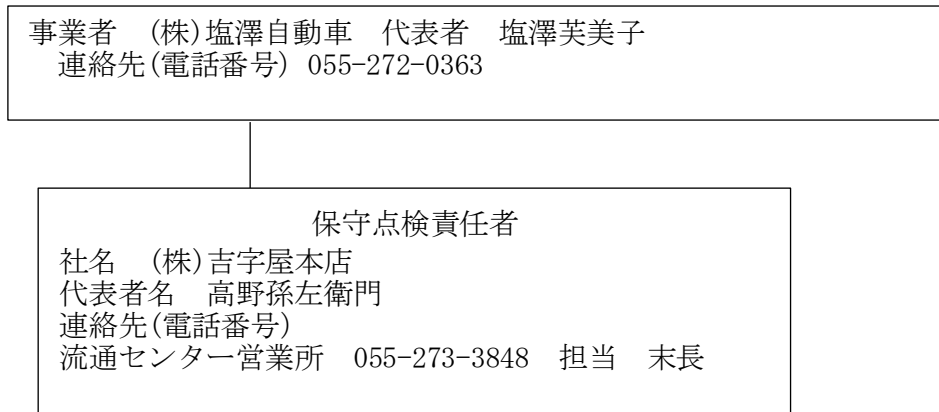 事業者　(株)塩澤自動車　代表者　塩澤芙美子
連絡先(電話番号) 055-272-0363
保守点検責任者
社名　(株)吉字屋本店
代表者名　高野孫左衛門
連絡先(電話番号)
流通センター営業所　055-273-3848　担当　末長